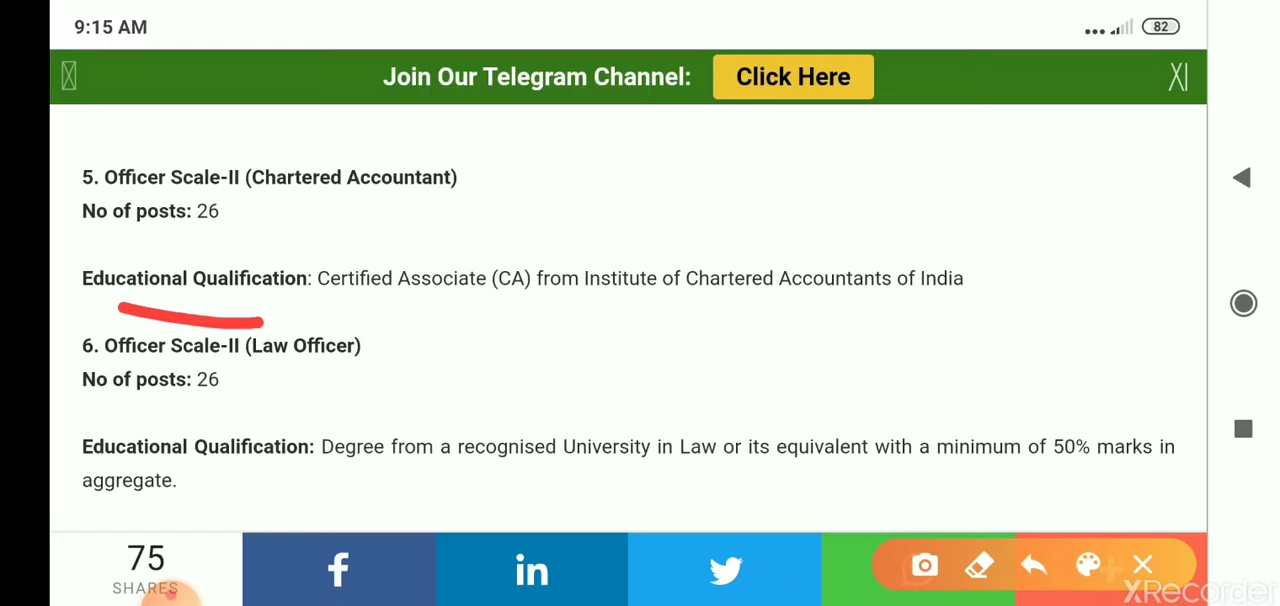 9:15 AM
82
Join Our Telegram Channel: Click Here
5. Officer Scale-II (Chartered Accountant)
No of posts: 26
Educational Qualification: Certified Associate (CA) from Institute of Chartered Accountants of India
6. Officer Scale-II (Law Officer)
No of posts: 26
Educational Qualification: Degree from a recognised University in Law or its equivalent with a minimum of 50% marks in
aggregate.
75
SHARES
f
in
XRecorder